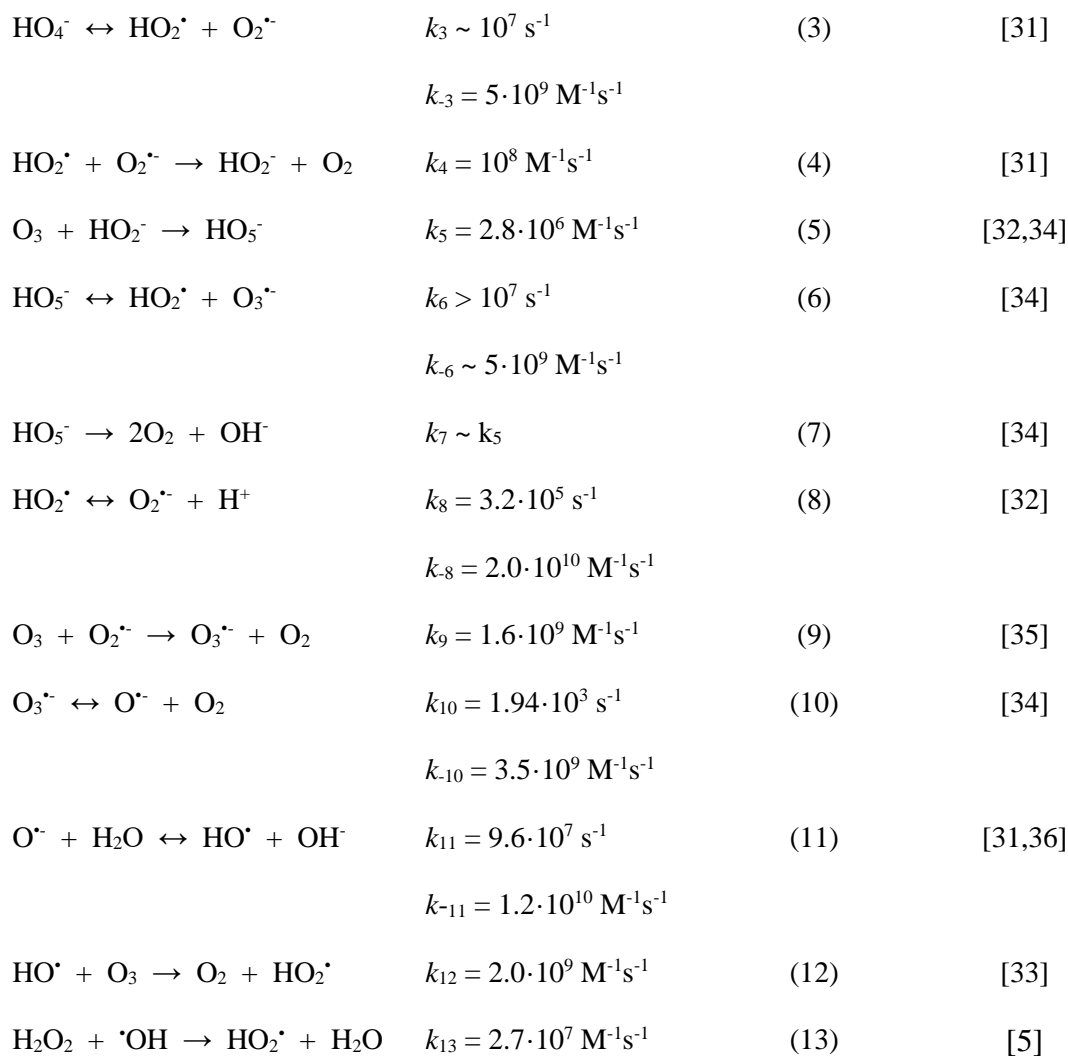 HO₄⁻ ↔ HO₂• + O₂•⁻ k₃ ~ 10⁷ s⁻¹ (3) [31]
k₋₃ = 5·10⁹ M⁻¹s⁻¹
HO₂• + O₂•⁻ → HO₂⁻ + O₂ k₄ = 10⁸ M⁻¹s⁻¹ (4) [31]
O₃ + HO₂⁻ → HO₅⁻ k₅ = 2.8·10⁶ M⁻¹s⁻¹ (5) [32,34]
HO₅⁻ ↔ HO₂• + O₃•⁻ k₆ > 10⁷ s⁻¹ (6) [34]
k₋₆ ~ 5·10⁹ M⁻¹s⁻¹
HO₅⁻ → 2O₂ + OH⁻ k₇ ~ k₅ (7) [34]
HO₂• ↔ O₂•⁻ + H⁺ k₈ = 3.2·10⁵ s⁻¹ (8) [32]
k₋₈ = 2.0·10¹⁰ M⁻¹s⁻¹
O₃ + O₂•⁻ → O₃•⁻ + O₂ k₉ = 1.6·10⁹ M⁻¹s⁻¹ (9) [35]
O₃•⁻ ↔ O•⁻ + O₂ k₁₀ = 1.94·10³ s⁻¹ (10) [34]
k₋₁₀ = 3.5·10⁹ M⁻¹s⁻¹
O•⁻ + H₂O ↔ HO• + OH⁻ k₁₁ = 9.6·10⁷ s⁻¹ (11) [31,36]
k-₁₁ = 1.2·10¹⁰ M⁻¹s⁻¹
HO• + O₃ → O₂ + HO₂• k₁₂ = 2.0·10⁹ M⁻¹s⁻¹ (12) [33]
H₂O₂ + •OH → HO₂• + H₂O k₁₃ = 2.7·10⁷ M⁻¹s⁻¹ (13) [5]